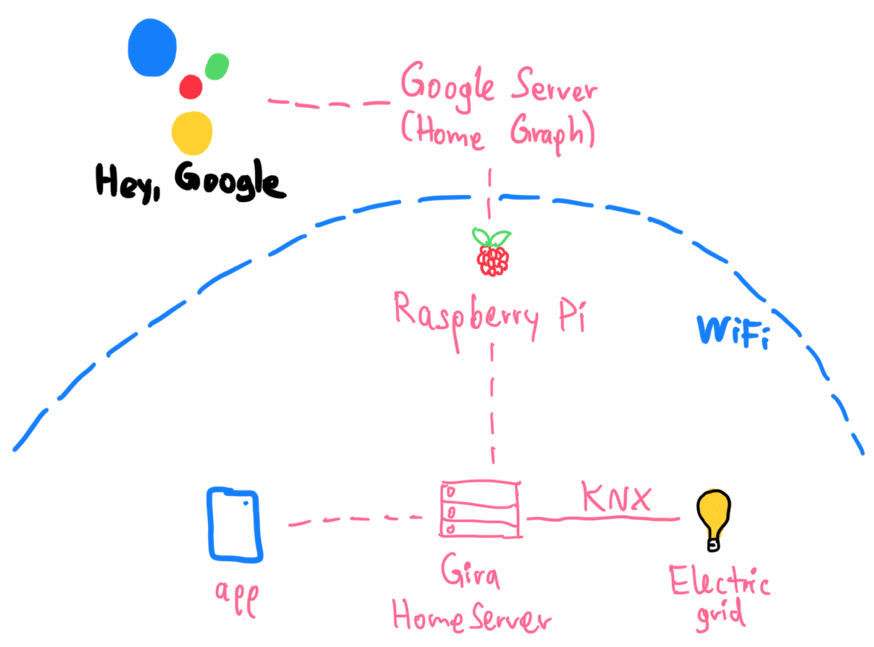 Google Server
(Home Graph)
Hey, Google
Raspberry Pi
WiFi
KNX
app
Gira
HomeServer
Electric
grid